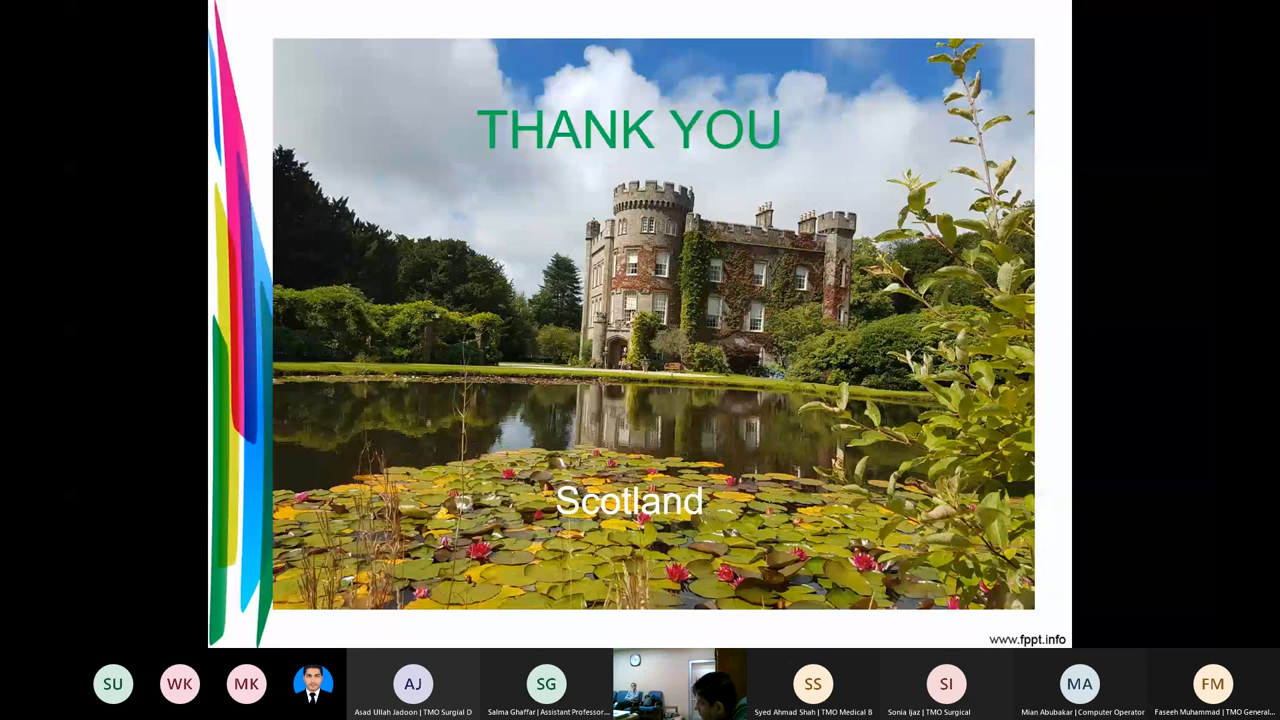 THANK YOU
Scotland
www.fppt.info
SU
WK
MK
AJ
SG
SS
SI
MA
FM
Asad Ullah Jadoon | TMO Surgial D
Salma Ghaffar | Assistant Professor...
Syed Ahmad Shah | TMO Medical B
Sonia Ijaz | TMO Surgical
Mian Abubakar | Computer Operator
Faseeh Muhammad | TMO General...